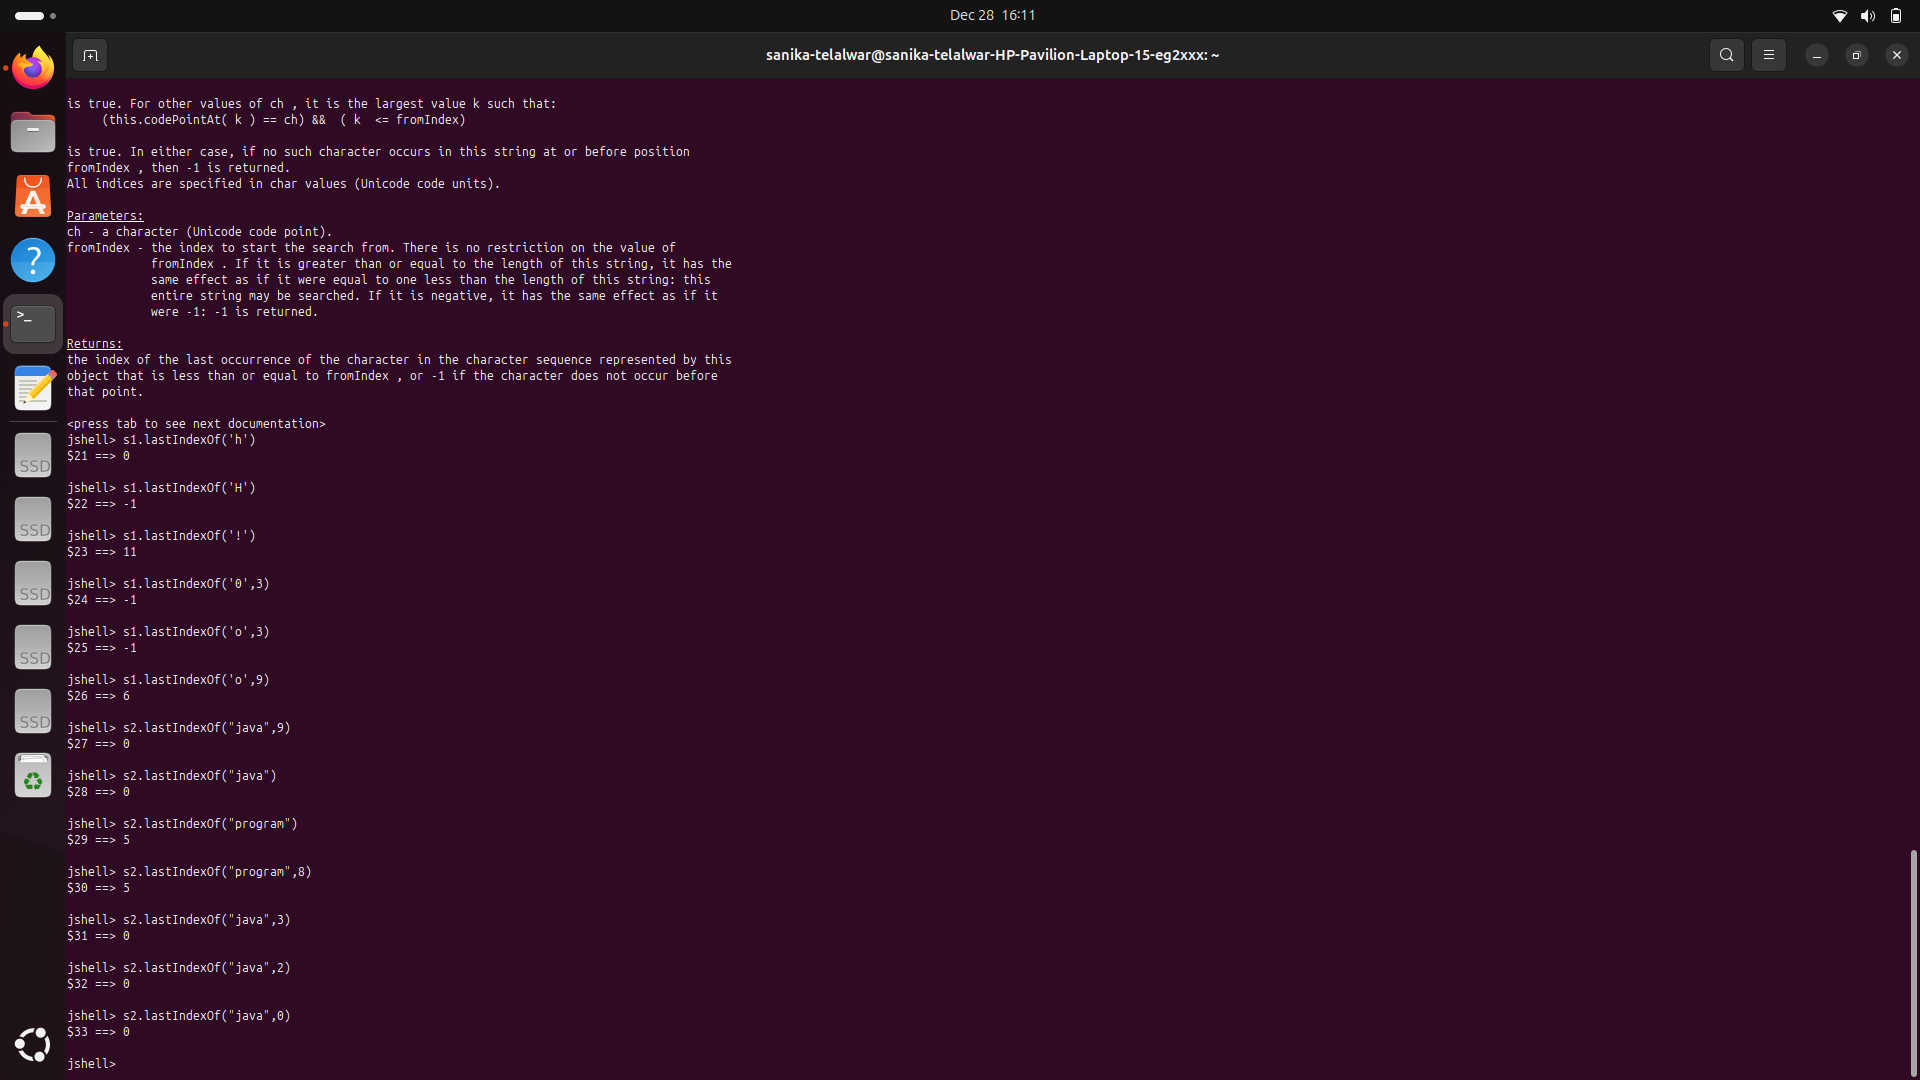 Dec 28 16:11
sanika-telalwar@sanika-telalwar-HP-Pavilion-Laptop-15-eg2xxx: ~
is true. For other values of ch , it is the largest value k such that:
(this.codePointAt( k ) == ch) &&  ( k  <= fromIndex)
is true. In either case, if no such character occurs in this string at or before position
fromIndex , then -1 is returned.
All indices are specified in char values (Unicode code units).
Parameters:
ch - a character (Unicode code point).
fromIndex - the index to start the search from. There is no restriction on the value of
fromIndex . If it is greater than or equal to the length of this string, it has the
same effect as if it were equal to one less than the length of this string: this
entire string may be searched. If it is negative, it has the same effect as if it
were -1: -1 is returned.
Returns:
the index of the last occurrence of the character in the character sequence represented by this
object that is less than or equal to fromIndex , or -1 if the character does not occur before
that point.
<press tab to see next documentation>
jshell> s1.lastIndexOf('h')
$21 ==> 0
jshell> s1.lastIndexOf('H')
$22 ==> -1
jshell> s1.lastIndexOf('!')
$23 ==> 11
jshell> s1.lastIndexOf('0',3)
$24 ==> -1
jshell> s1.lastIndexOf('o',3)
$25 ==> -1
jshell> s1.lastIndexOf('o',9)
$26 ==> 6
jshell> s2.lastIndexOf("java",9)
$27 ==> 0
jshell> s2.lastIndexOf("java")
$28 ==> 0
jshell> s2.lastIndexOf("program")
$29 ==> 5
jshell> s2.lastIndexOf("program",8)
$30 ==> 5
jshell> s2.lastIndexOf("java",3)
$31 ==> 0
jshell> s2.lastIndexOf("java",2)
$32 ==> 0
jshell> s2.lastIndexOf("java",0)
$33 ==> 0
jshell>
SSD
SSD
SSD
SSD
SSD